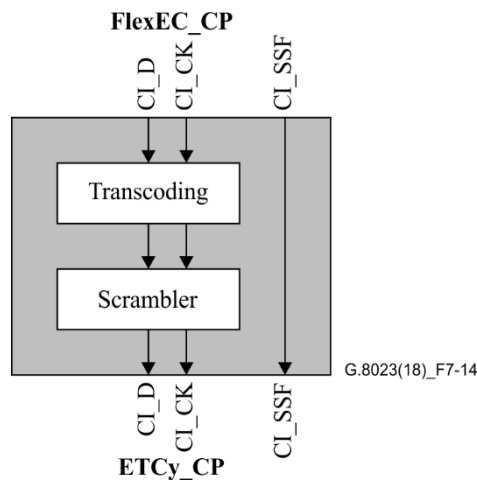 FlexEC_CP
CI_D
CI_CK
CI_SSF
Transcoding
Scrambler
G.8023(18)_F7-14
CI_D
CI_CK
CI_SSF
ETCy_CP